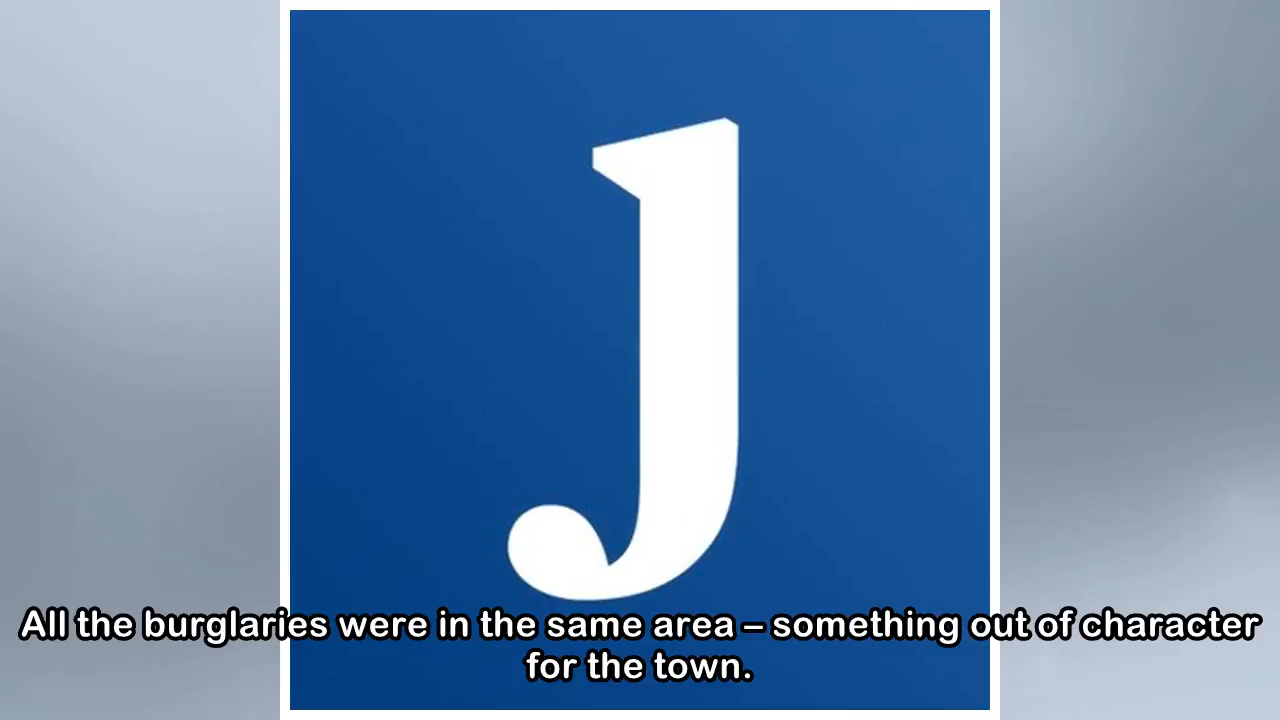 J
All the burglaries were in the same area – something out of character
for the town.